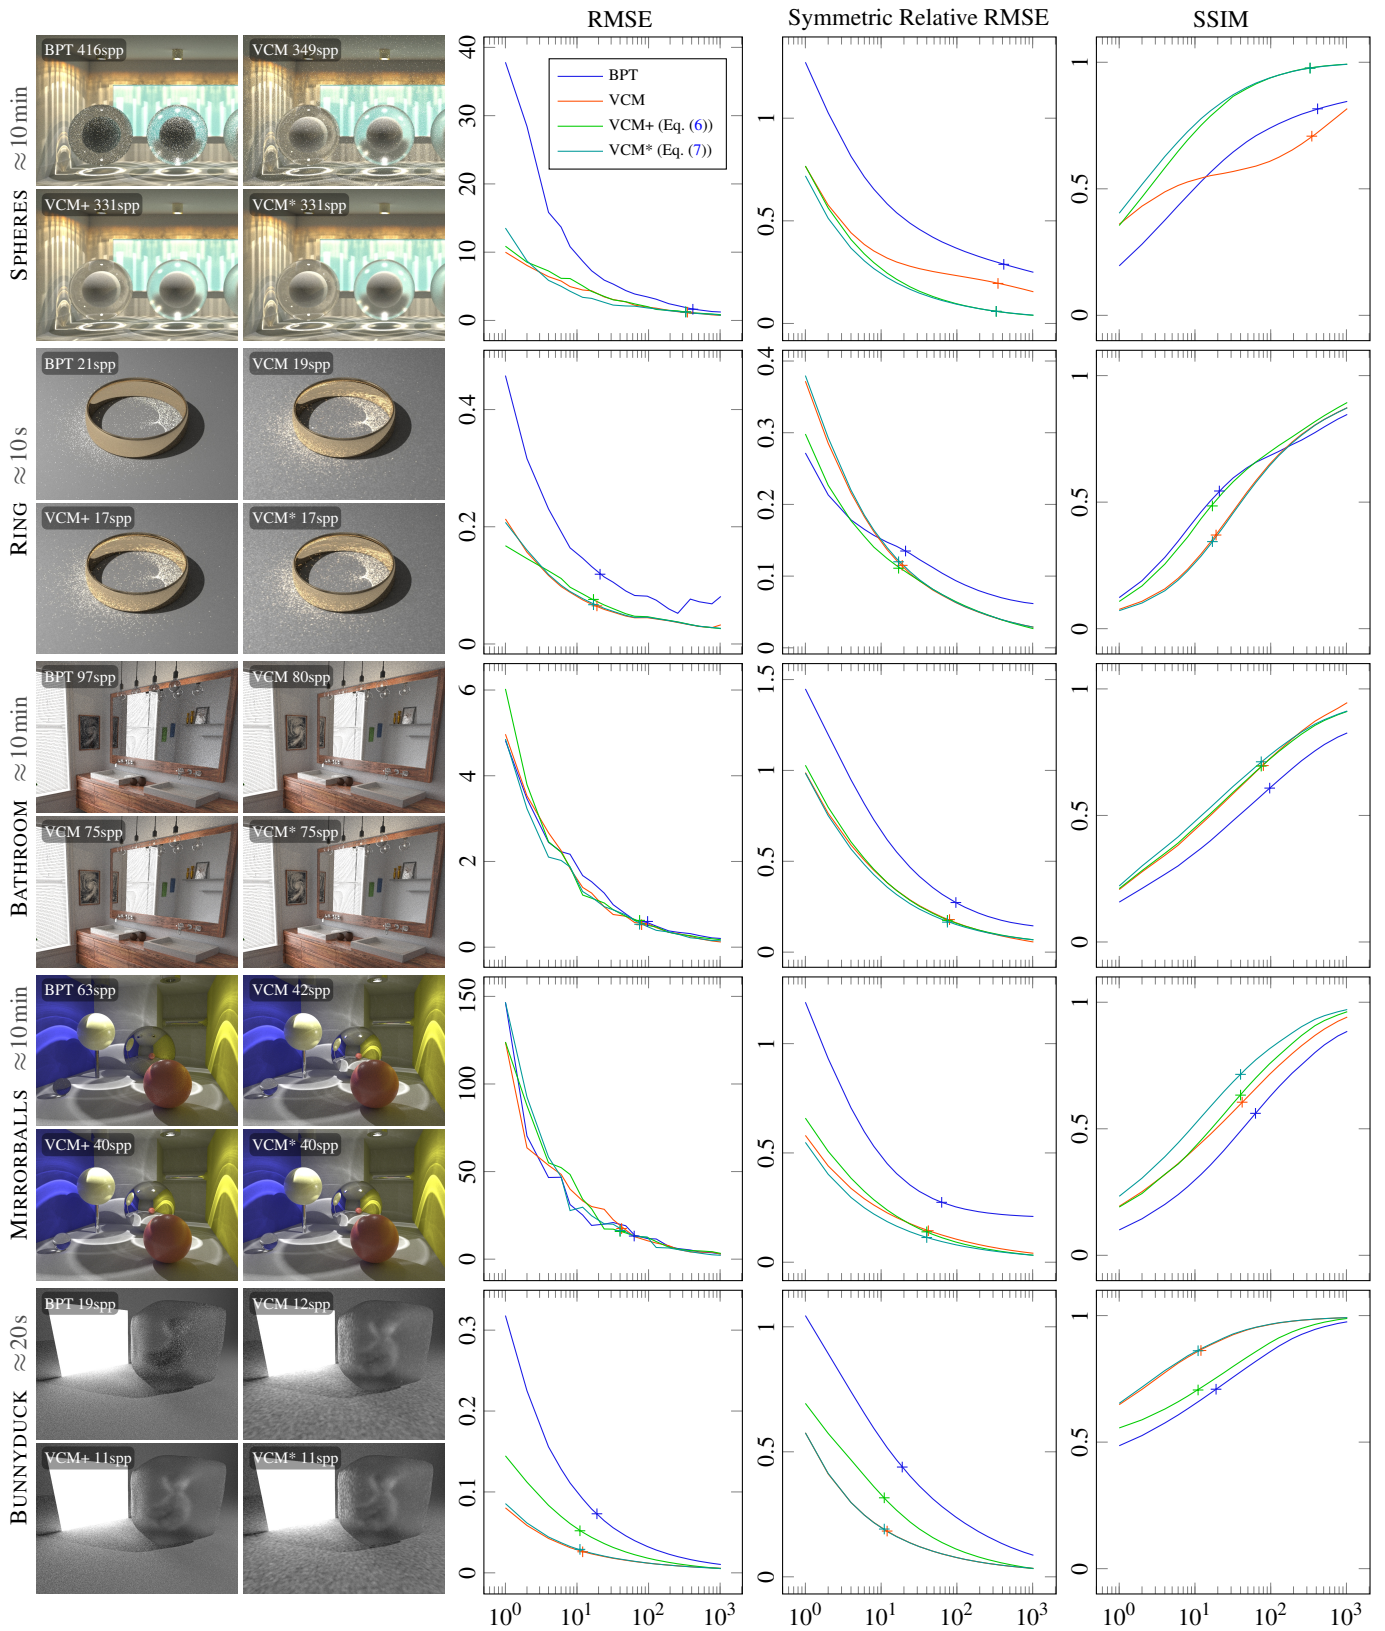 RMSE
Symmetric Relative RMSE
SSIM
SPHERES ≈10 min
BPT 416spp
VCM 349spp
VCM+ 331spp
VCM* 331spp
40
30
20
10
0
BPT
VCM
VCM+ (Eq. (6))
VCM* (Eq. (7))
1
0.5
0
1
0.5
0
RING ≈10 s
BPT 21spp
VCM 19spp
VCM+ 17spp
VCM* 17spp
0.4
0.2
0
0.4
0.3
0.2
0.1
0
1
0.5
0
BATHROOM ≈10 min
BPT 97spp
VCM 80spp
VCM 75spp
VCM* 75spp
6
4
2
0
1.5
1
0.5
0
1
0.5
0
MIRRORBALLS ≈10 min
BPT 63spp
VCM 42spp
VCM+ 40spp
VCM* 40spp
150
100
50
0
1
0.5
0
1
0.5
0
BUNNYDUCK ≈20 s
BPT 19spp
VCM 12spp
VCM+ 11spp
VCM* 11spp
0.3
0.2
0.1
0
1
0.5
0
1
0.5
0
10⁰ 10¹ 10² 10³
10⁰ 10¹ 10² 10³
10⁰ 10¹ 10² 10³